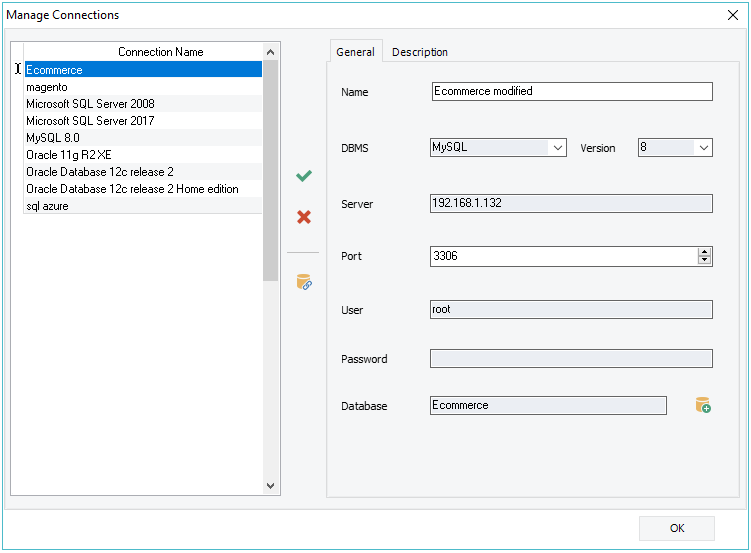 Manage Connections
Connection Name
Ecommerce
magento
Microsoft SQL Server 2008
Microsoft SQL Server 2017
MySQL 8.0
Oracle 11g R2 XE
Oracle Database 12c release 2
Oracle Database 12c release 2 Home edition
sql azure
General Description
Name Ecommerce modified
DBMS MySQL Version 8
Server 192.168.1.132
Port 3306
User root
Password
Database Ecommerce
OK